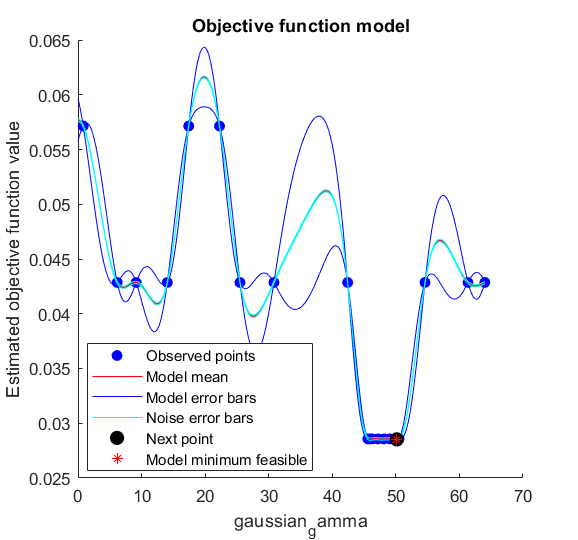 Objective function model
Estimated objective function value
0.065
0.06
0.055
0.05
0.045
0.04
0.035
0.03
0.025
Observed points
Model mean
Model error bars
Noise error bars
Next point
Model minimum feasible
0 10 20 30 40 50 60 70
gaussian_gamma